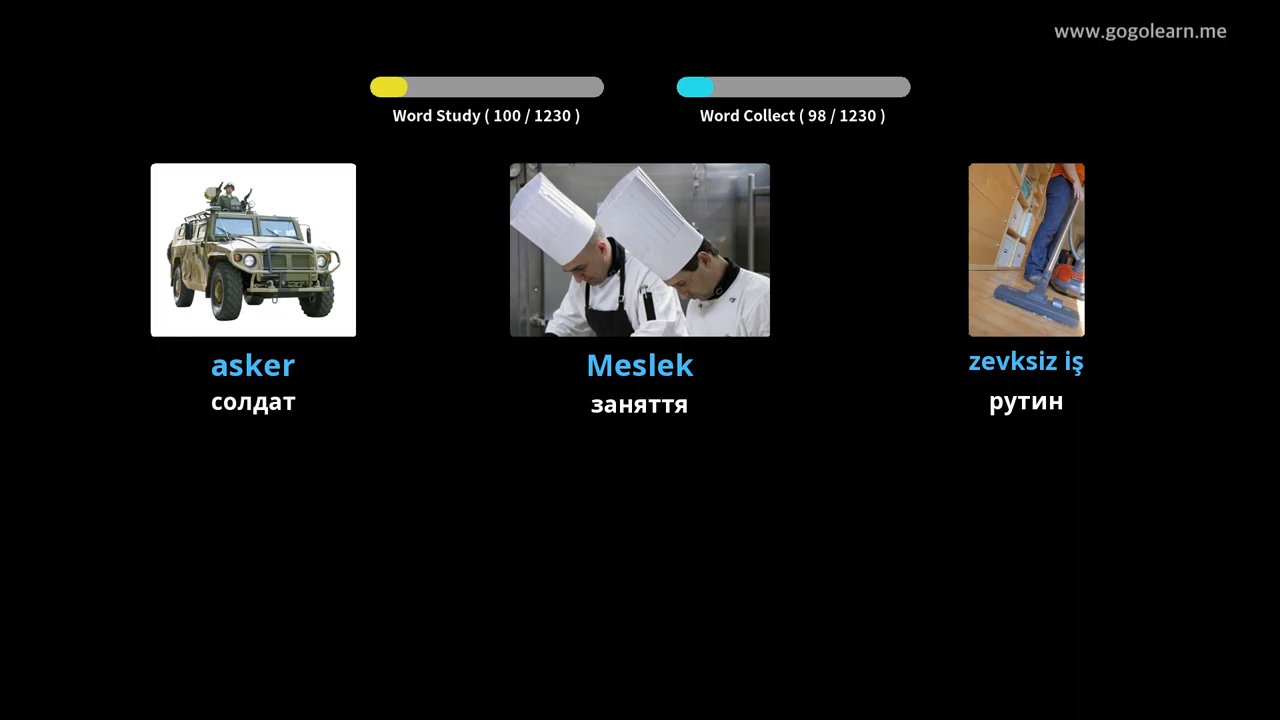 www.gogolearn.me
Word Study ( 100 / 1230 )
Word Collect ( 98 / 1230 )
asker
солдат
Meslek
заняття
zevksiz iş
рутин